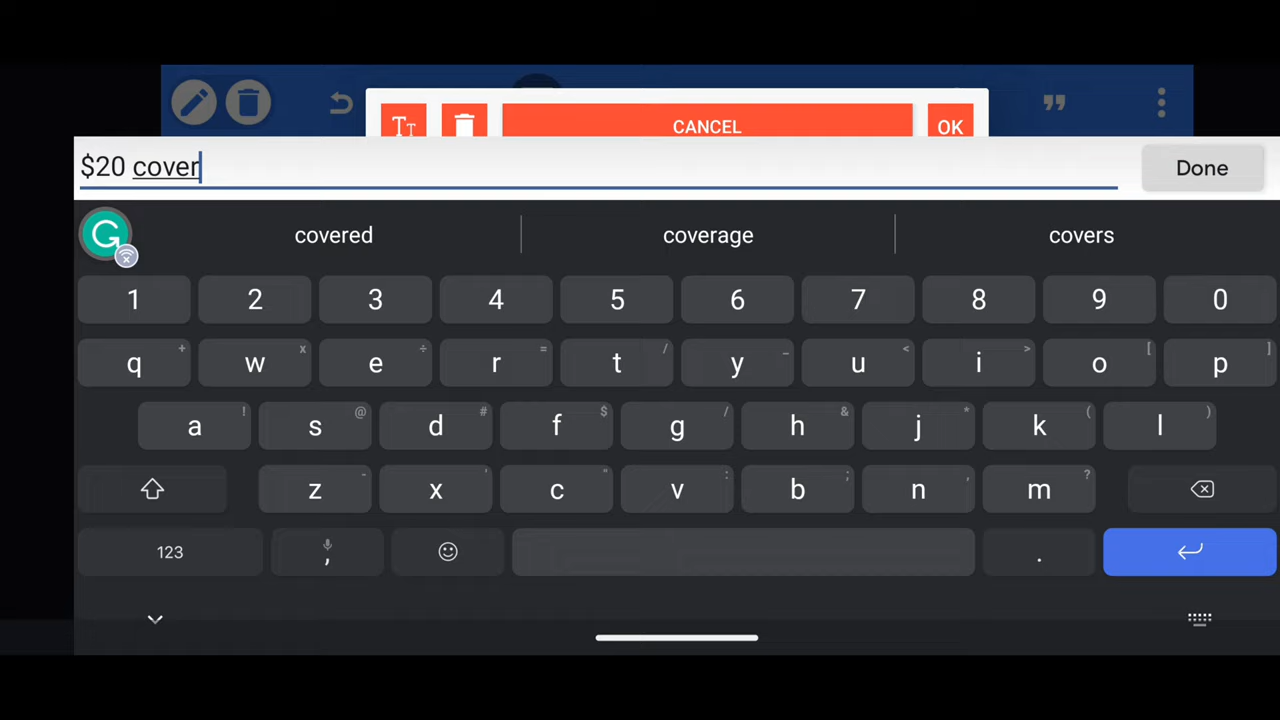 CANCEL
OK
$20 cover
Done
covered coverage covers
1 2 3 4 5 6 7 8 9 0
q + w x e ÷ r = t / y _ u < i > o [ p ]
a ! s @ d # f $ g / h & j * k ( l )
z - x ' c " v : b ; n , m ?
123 , .